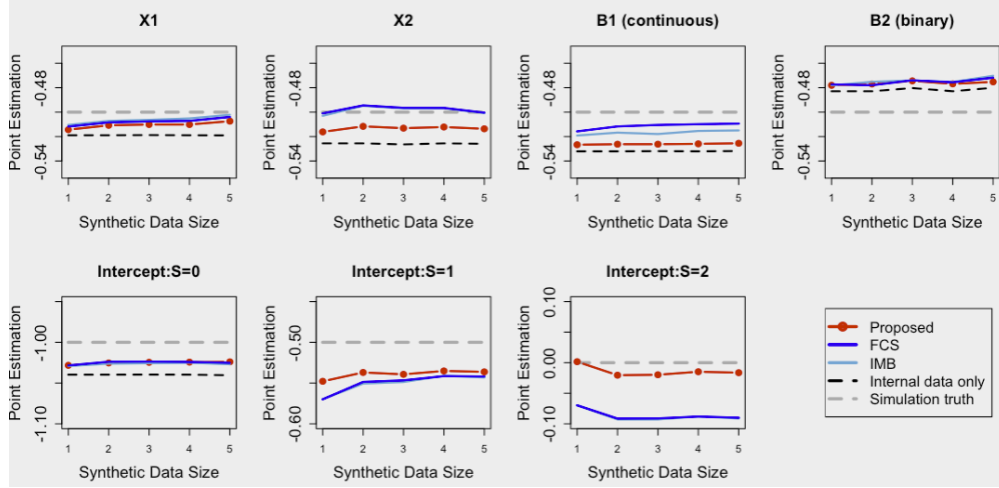 X1
X2
B1 (continuous)
B2 (binary)
Point Estimation
-0.48
-0.54
1 2 3 4 5
Synthetic Data Size
Point Estimation
-0.48
-0.54
1 2 3 4 5
Synthetic Data Size
Point Estimation
-0.48
-0.54
1 2 3 4 5
Synthetic Data Size
Point Estimation
-0.48
-0.54
1 2 3 4 5
Synthetic Data Size
Intercept:S=0
Intercept:S=1
Intercept:S=2
Point Estimation
-1.00
-1.10
1 2 3 4 5
Synthetic Data Size
Point Estimation
-0.50
-0.60
1 2 3 4 5
Synthetic Data Size
Point Estimation
0.10
0.00
-0.10
1 2 3 4 5
Synthetic Data Size
Proposed
FCS
IMB
Internal data only
Simulation truth